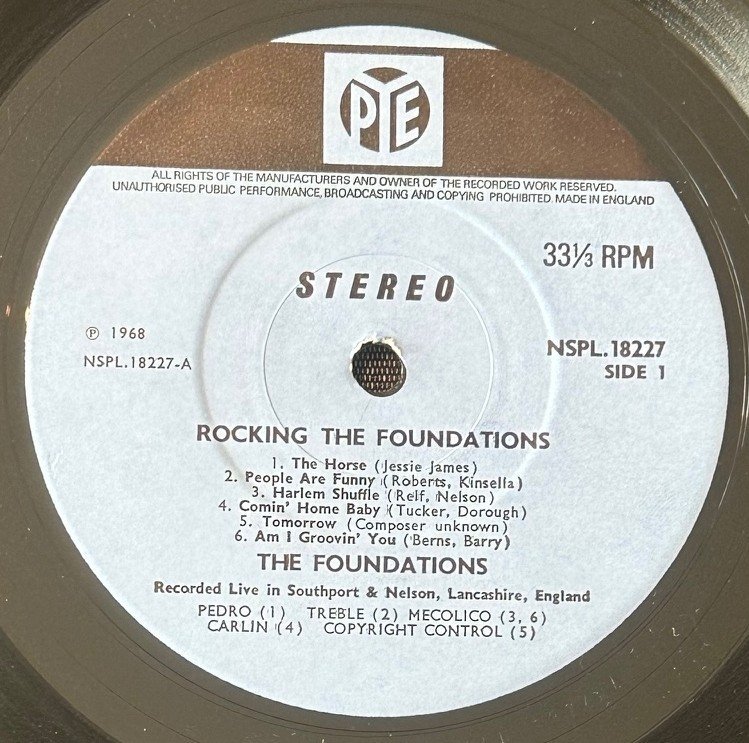 PYE
ALL RIGHTS OF THE MANUFACTURERS AND OWNER OF THE RECORDED WORK RESERVED.
UNAUTHORISED PUBLIC PERFORMANCE, BROADCASTING AND COPYING PROHIBITED. MADE IN ENGLAND
33⅓ RPM
STEREO
℗ 1968
NSPL.18227-A
NSPL.18227
SIDE 1
ROCKING THE FOUNDATIONS
1. The Horse (Jessie James)
2. People Are Funny (Roberts, Kinsella)
3. Harlem Shuffle (Relf, Nelson)
4. Comin' Home Baby (Tucker, Dorough)
5. Tomorrow (Composer unknown)
6. Am I Groovin' You (Berns, Barry)
THE FOUNDATIONS
Recorded Live in Southport & Nelson, Lancashire, England
PEDRO (1) TREBLE (2) MECOLICO (3, 6)
CARLIN (4) COPYRIGHT CONTROL (5)